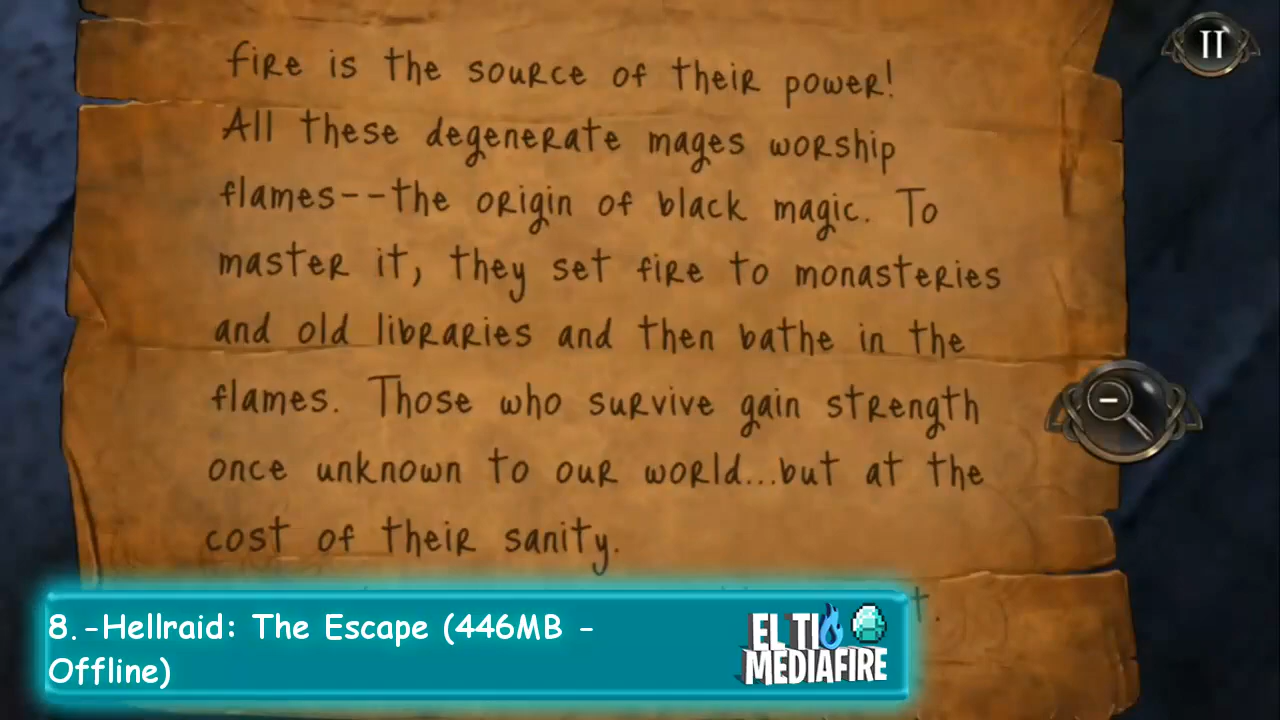 fire is the source of their power!
All these degenerate mages worship
flames--the origin of black magic. To
master it, they set fire to monasteries
and old libraries and then bathe in the
flames. Those who survive gain strength
once unknown to our world...but at the
cost of their sanity.
8.-Hellraid: The Escape (446MB -
Offline)
EL TI
MEDIAFIRE